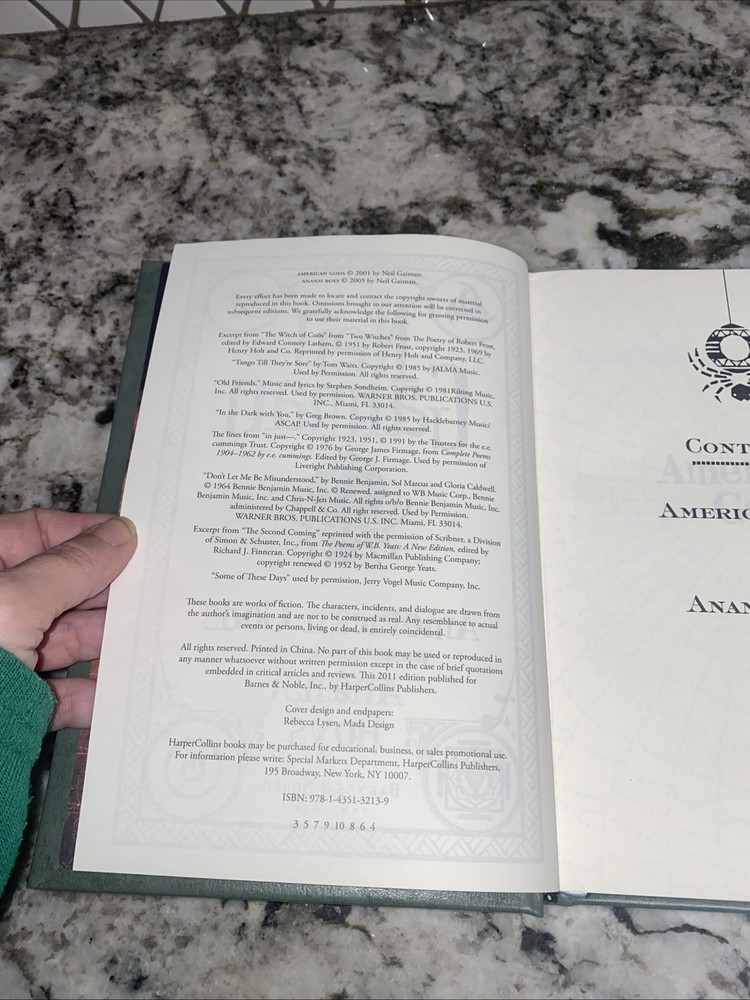 AMERICAN GODS © 2001 by Neil Gaiman.
ANANSI BOYS © 2005 by Neil Gaiman.
Every effort has been made to locate and contact the copyright owners of material
reproduced in this book. Omissions brought to our attention will be corrected in
subsequent editions. We gratefully acknowledge the following for granting permission
to use their material in this book.
Excerpt from “The Witch of Coös” from “Two Witches” from The Poetry of Robert Frost,
edited by Edward Connery Lathem, © 1951 by Robert Frost, copyright 1923, 1969 by
Henry Holt and Co. Reprinted by permission of Henry Holt and Company, LLC.
“Tango Till They’re Sore” by Tom Waits. Copyright © 1985 by JALMA Music.
Used by Permission. All rights reserved.
“Old Friends.” Music and lyrics by Stephen Sondheim. Copyright © 1981Rilting Music,
Inc. All rights reserved. Used by permission. WARNER BROS. PUBLICATIONS U.S.
INC., Miami, FL 33014.
“In the Dark with You,” by Greg Brown. Copyright © 1985 by Hacklebarney Music/
ASCAP. Used by permission. All rights reserved.
The lines from “in just—.” Copyright 1923, 1951, © 1991 by the Trustees for the e.e.
cummings Trust. Copyright © 1976 by George James Firmage, from Complete Poems
1904–1962 by e.e. cummings. Edited by George J. Firmage. Used by permission of
Liveright Publishing Corporation.
“Don’t Let Me Be Misunderstood,” by Bennie Benjamin, Sol Marcus and Gloria Caldwell.
© 1964 Bennie Benjamin Music, Inc. © Renewed, assigned to WB Music Corp., Bennie
Benjamin Music, Inc. and Chris-N-Jen Music. All rights o/b/o Bennie Benjamin Music, Inc.
administered by Chappell & Co. All right reserved. Used by Permission.
WARNER BROS. PUBLICATIONS U.S. INC. Miami, FL 33014.
Excerpt from “The Second Coming” reprinted with the permission of Scribner, a Division
of Simon & Schuster, Inc., from The Poems of W.B. Yeats: A New Edition, edited by
Richard J. Finneran. Copyright © 1924 by Macmillan Publishing Company;
copyright renewed © 1952 by Bertha George Yeats.
“Some of These Days” used by permission, Jerry Vogel Music Company, Inc.
These books are works of fiction. The characters, incidents, and dialogue are drawn from
the author’s imagination and are not to be construed as real. Any resemblance to actual
events or persons, living or dead, is entirely coincidental.
All rights reserved. Printed in China. No part of this book may be used or reproduced in
any manner whatsoever without written permission except in the case of brief quotations
embedded in critical articles and reviews. This 2011 edition published for
Barnes & Noble, Inc., by HarperCollins Publishers.
Cover design and endpapers:
Rebecca Lysen, Mada Design
HarperCollins books may be purchased for educational, business, or sales promotional use.
For information please write: Special Markets Department, HarperCollins Publishers,
195 Broadway, New York, NY 10007.
ISBN: 978-1-4351-3213-9
3 5 7 9 10 8 6 4
CONT
AMERIC
ANAN